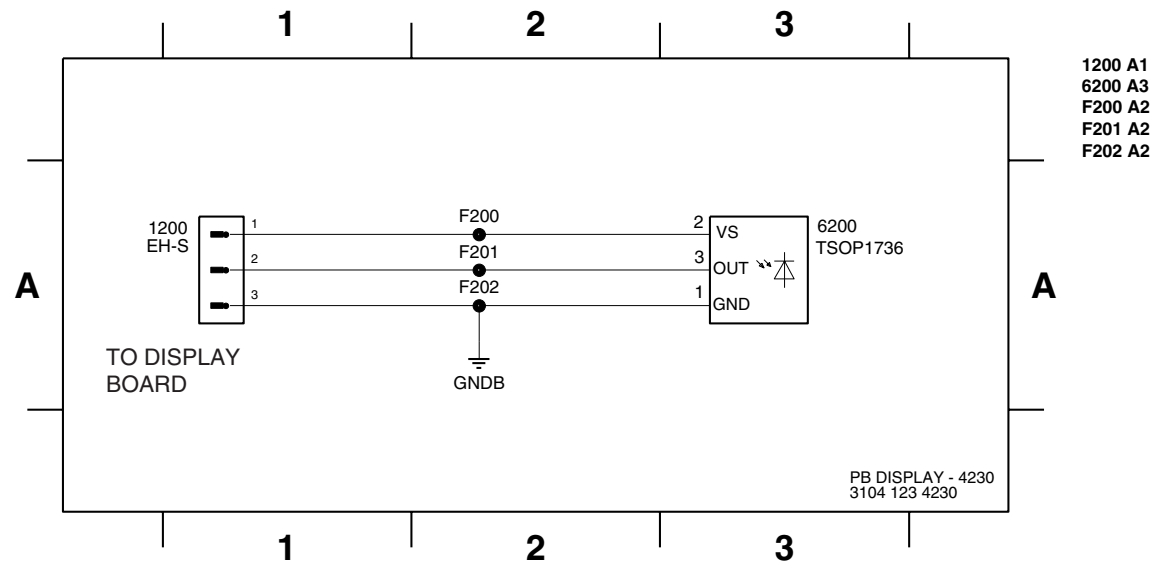 1 2 3
1200 A1
6200 A3
F200 A2
F201 A2
F202 A2
1200
EH-S
1
2
3
F200
F201
F202
GNDB
2 VS
3 OUT
1 GND
6200
TSOP1736
A
A
TO DISPLAY
BOARD
PB DISPLAY - 4230
3104 123 4230
1 2 3